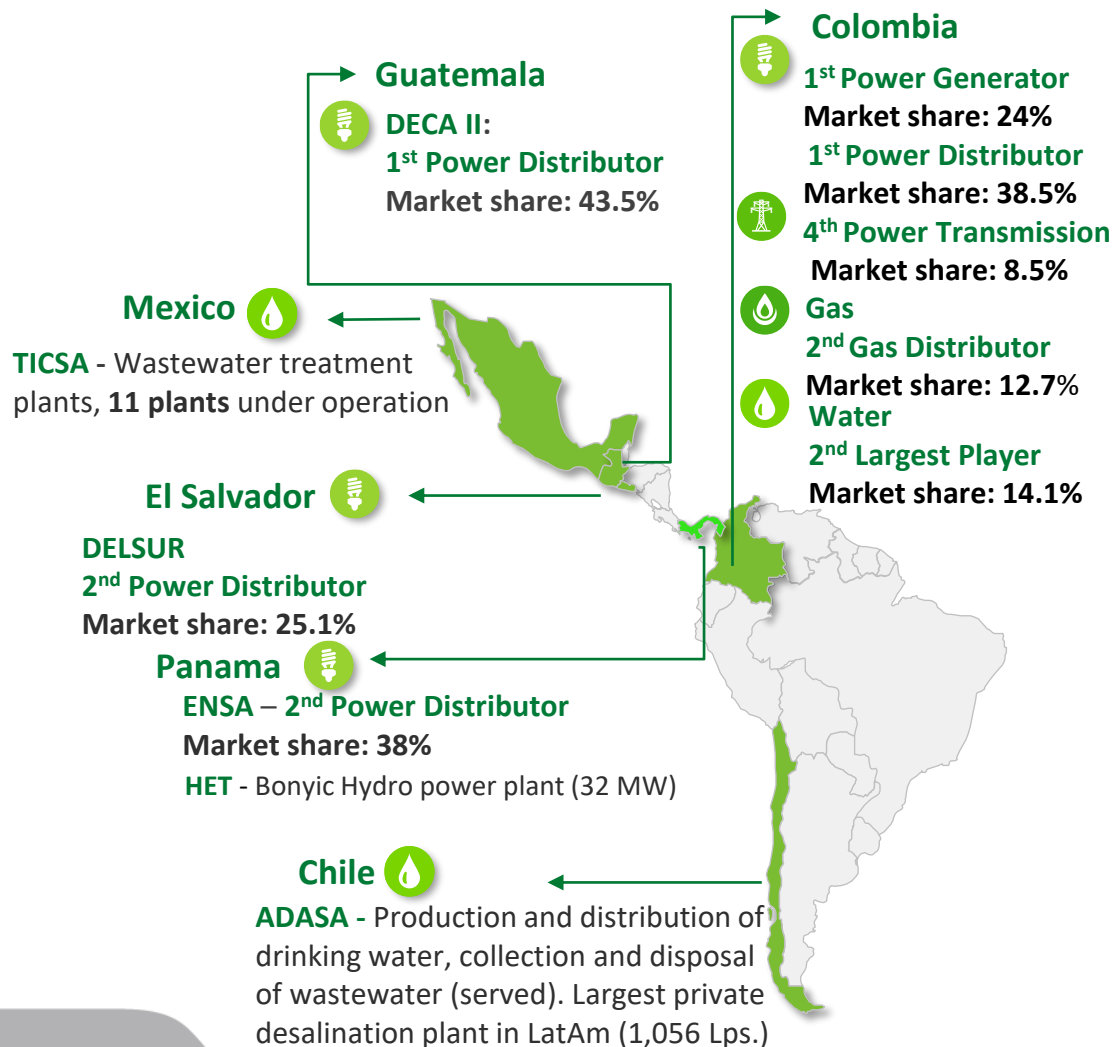 Guatemala
DECA II:
1st Power Distributor
Market share: 43.5%
Colombia
1st Power Generator
Market share: 24%
1st Power Distributor
Market share: 38.5%
4th Power Transmission
Market share: 8.5%
Gas
2nd Gas Distributor
Market share: 12.7%
Water
2nd Largest Player
Market share: 14.1%
Mexico
TICSA - Wastewater treatment
plants, 11 plants under operation
El Salvador
DELSUR
2nd Power Distributor
Market share: 25.1%
Panama
ENSA – 2nd Power Distributor
Market share: 38%
HET - Bonyic Hydro power plant (32 MW)
Chile
ADASA - Production and distribution of
drinking water, collection and disposal
of wastewater (served). Largest private
desalination plant in LatAm (1,056 Lps.)